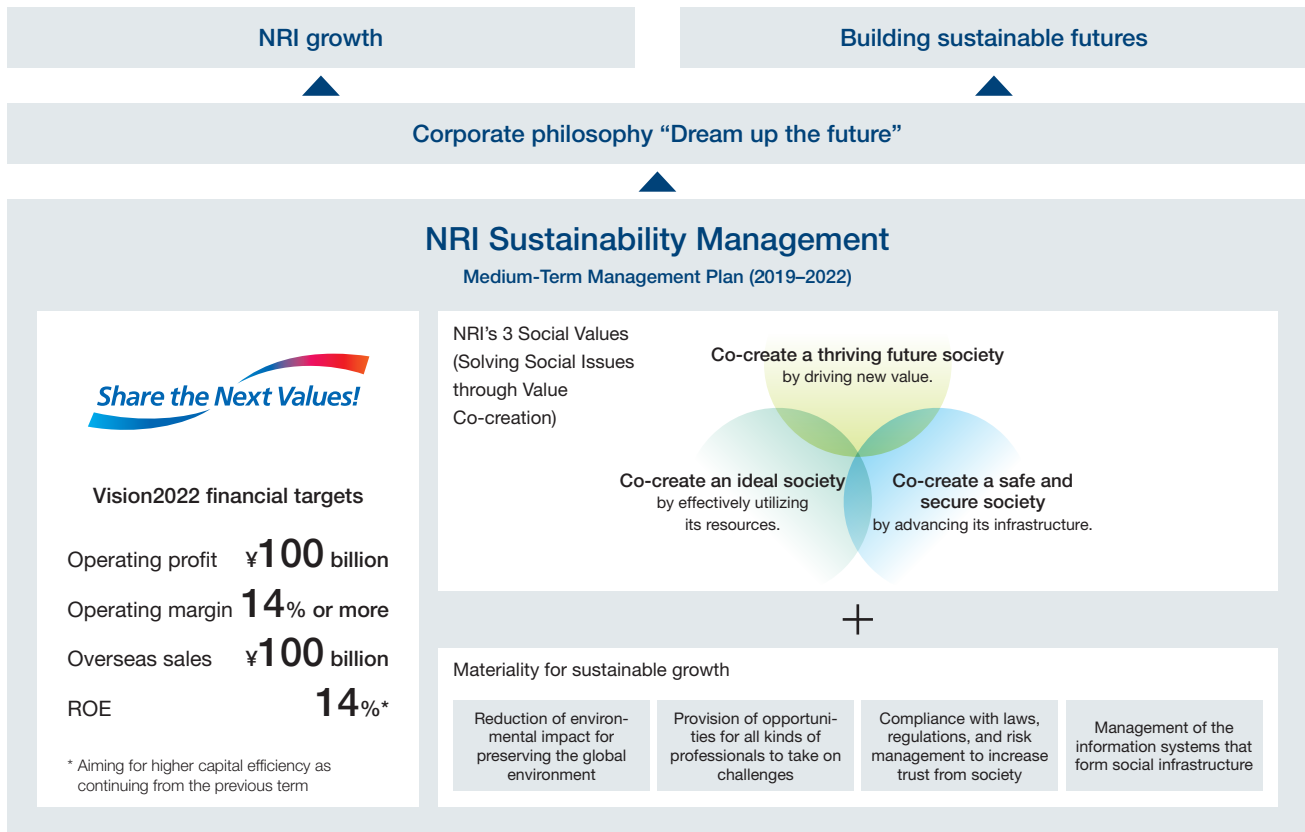 NRI growth
Building sustainable futures
Corporate philosophy “Dream up the future”
NRI Sustainability Management
Medium-Term Management Plan (2019–2022)
Share the Next Values!
Vision2022 financial targets
Operating profit ¥100 billion
Operating margin 14% or more
Overseas sales ¥100 billion
ROE 14%*
* Aiming for higher capital efficiency as
continuing from the previous term
NRI’s 3 Social Values
(Solving Social Issues
through Value
Co-creation)
Co-create a thriving future society
by driving new value.
Co-create an ideal society
by effectively utilizing
its resources.
Co-create a safe and
secure society
by advancing its infrastructure.
+
Materiality for sustainable growth
Reduction of environ-
mental impact for
preserving the global
environment
Provision of opportuni-
ties for all kinds of
professionals to take on
challenges
Compliance with laws,
regulations, and risk
management to increase
trust from society
Management of the
information systems that
form social infrastructure